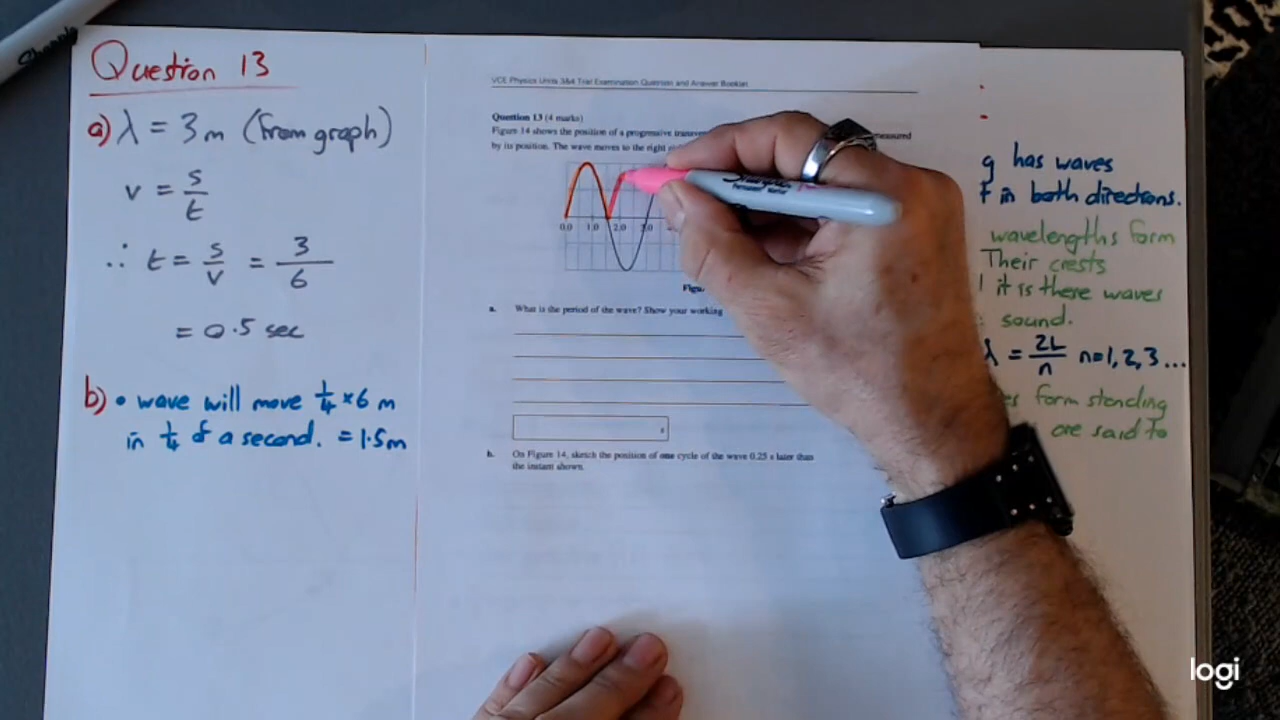 Sharpie
Question 13
a) λ = 3 m (from graph)
v = s/t
∴ t = s/v = 3/6
= 0.5 sec
b) • wave will move 1/4 × 6 m
in 1/4 of a second. = 1.5m
VCE Physics Units 3&4 Trial Examination Question and Answer Booklet
Question 13 (4 marks)
Figure 14 shows the position of a progressive measured
by its position. The wave moves to the right
0.0 1.0 2.0 3.0
a. What is the period of the wave? Show your working
s
b. On Figure 14, sketch the position of one cycle of the wave 0.25 s later than
the instant shown.
Sharpie
Permanent Marker
g has waves
in both directions.
wavelengths form
Their crests
it is these waves
sound.
λ = 2L/n n=1, 2, 3 ...
form standing
are said to
logi